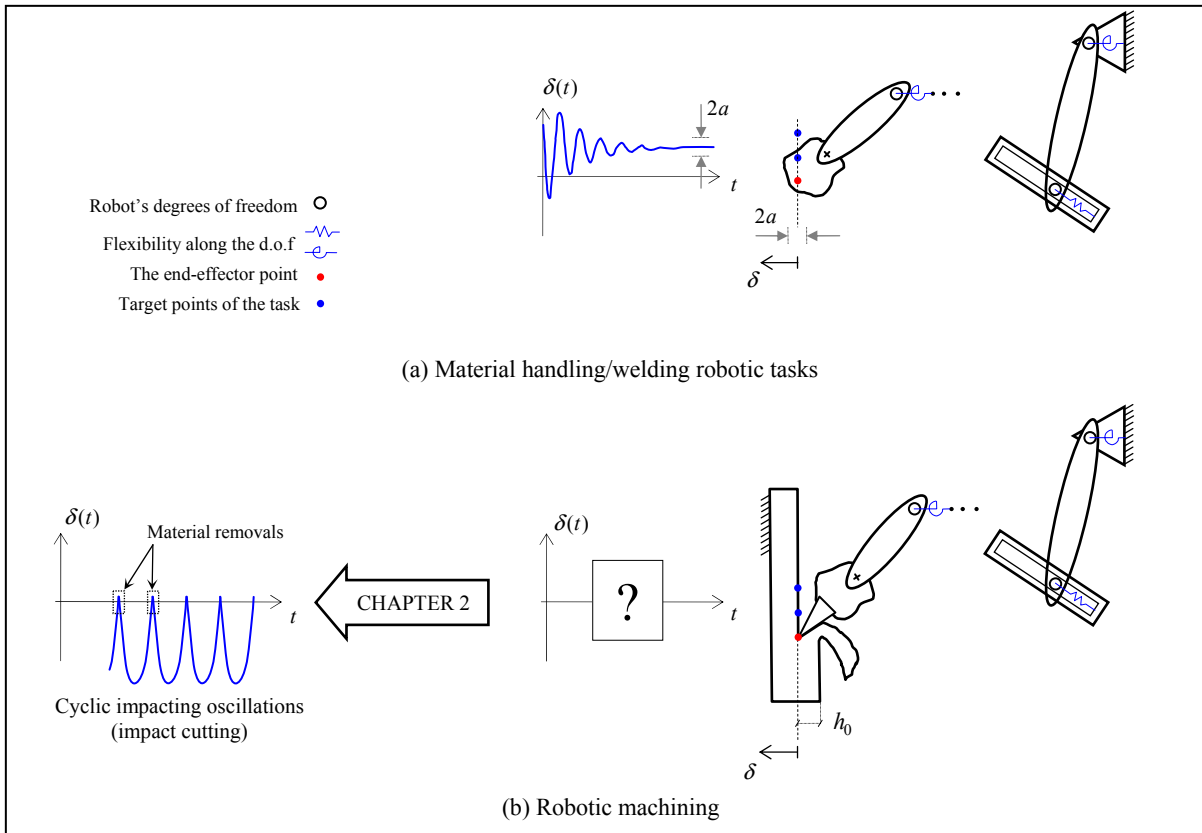 δ(t)
2a
t
2a
δ
Robot's degrees of freedom
Flexibility along the d.o.f
The end-effector point
Target points of the task
(a) Material handling/welding robotic tasks
δ(t)
Material removals
t
Cyclic impacting oscillations
(impact cutting)
CHAPTER 2
δ(t)
?
t
h₀
δ
(b) Robotic machining